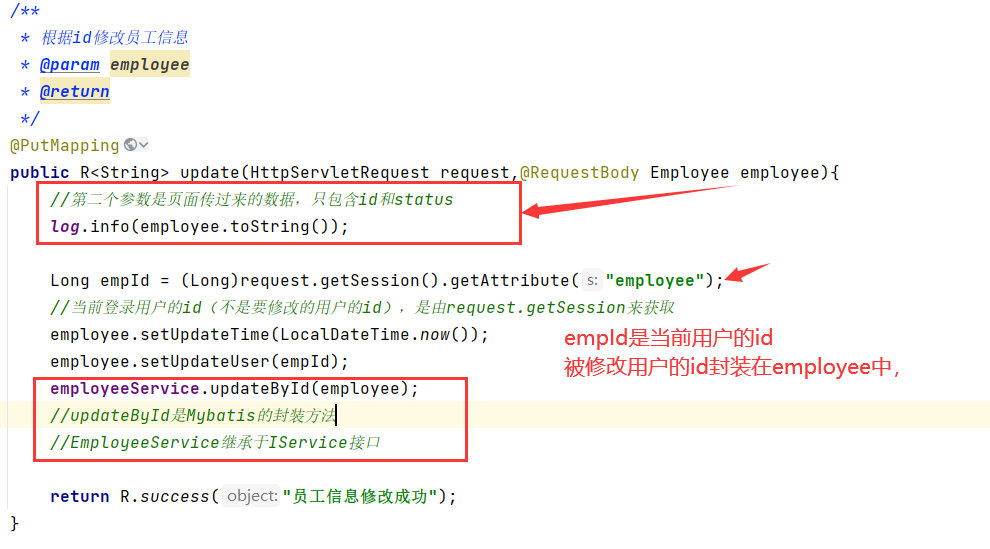 /**
* 根据id修改员工信息
* @param employee
* @return
*/
@PutMapping
public R<String> update(HttpServletRequest request,@RequestBody Employee employee){
//第二个参数是页面传过来的数据，只包含id和status
log.info(employee.toString());
Long empId = (Long)request.getSession().getAttribute( s: "employee");
//当前登录用户的id（不是要修改的用户的id），是由request.getSession来获取
employee.setUpdateTime(LocalDateTime.now());
employee.setUpdateUser(empId);
empId是当前用户的id
被修改用户的id封装在employee中，
employeeService.updateById(employee);
//updateById是Mybatis的封装方法
//EmployeeService继承于IService接口
return R.success( object: "员工信息修改成功");
}